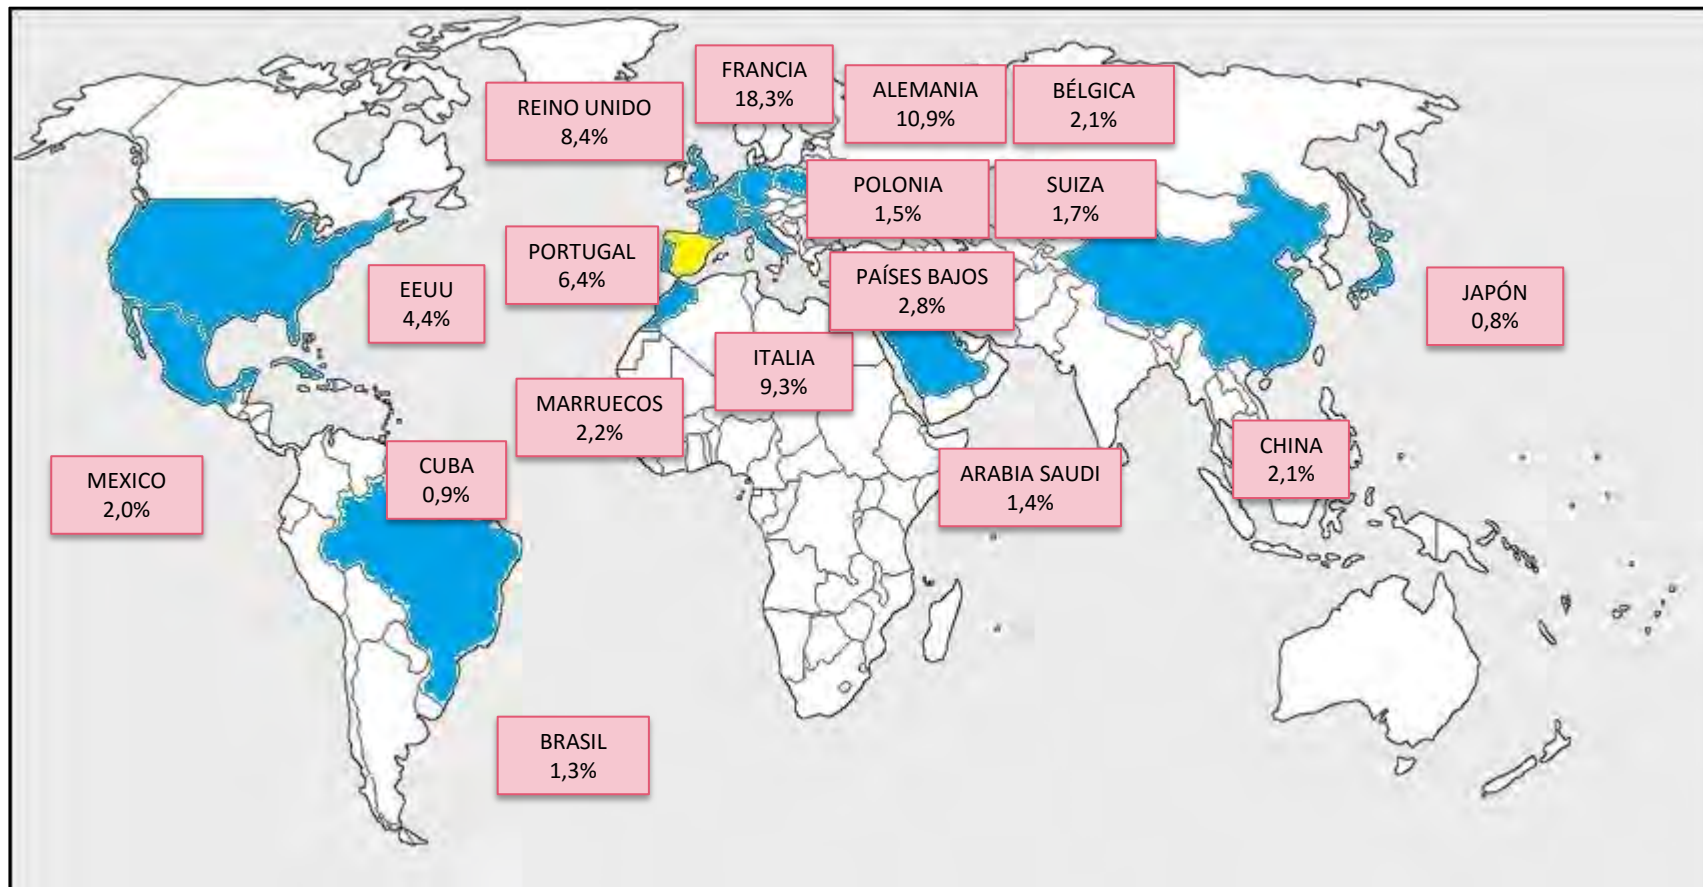 FRANCIA
18,3%
ALEMANIA
10,9%
BÉLGICA
2,1%
REINO UNIDO
8,4%
POLONIA
1,5%
SUIZA
1,7%
PORTUGAL
6,4%
PAÍSES BAJOS
2,8%
EEUU
4,4%
JAPÓN
0,8%
ITALIA
9,3%
MARRUECOS
2,2%
CHINA
2,1%
CUBA
0,9%
ARABIA SAUDI
1,4%
MEXICO
2,0%
BRASIL
1,3%